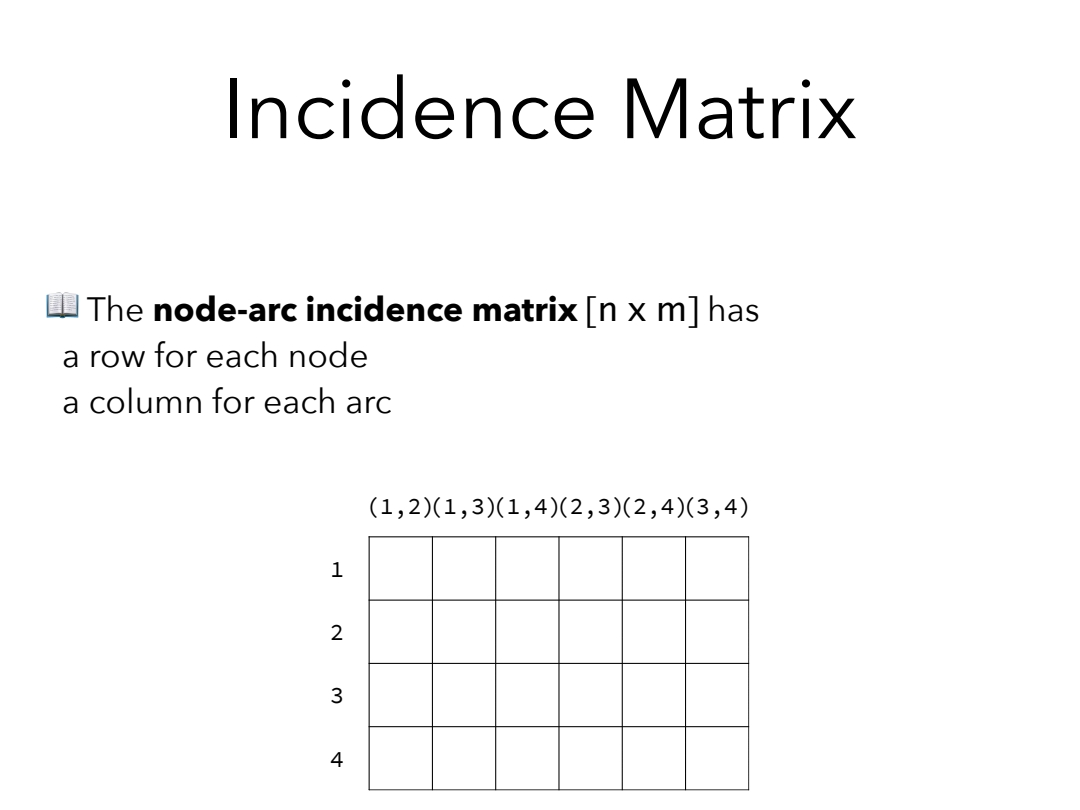 Incidence Matrix
📖 The node-arc incidence matrix [n x m] has
a row for each node
a column for each arc
(1,2)(1,3)(1,4)(2,3)(2,4)(3,4)
1
2
3
4